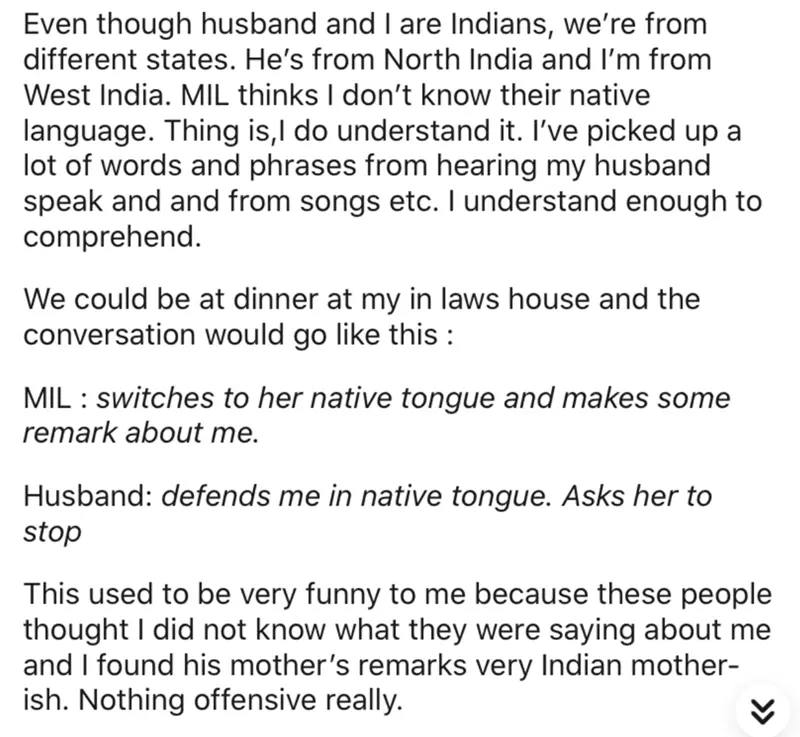 Even though husband and I are Indians, we're from
different states. He's from North India and I'm from
West India. MIL thinks I don't know their native
language. Thing is,I do understand it. I've picked up a
lot of words and phrases from hearing my husband
speak and and from songs etc. I understand enough to
comprehend.
We could be at dinner at my in laws house and the
conversation would go like this :
MIL : switches to her native tongue and makes some
remark about me.
Husband: defends me in native tongue. Asks her to
stop
This used to be very funny to me because these people
thought I did not know what they were saying about me
and I found his mother's remarks very Indian mother-
ish. Nothing offensive really.